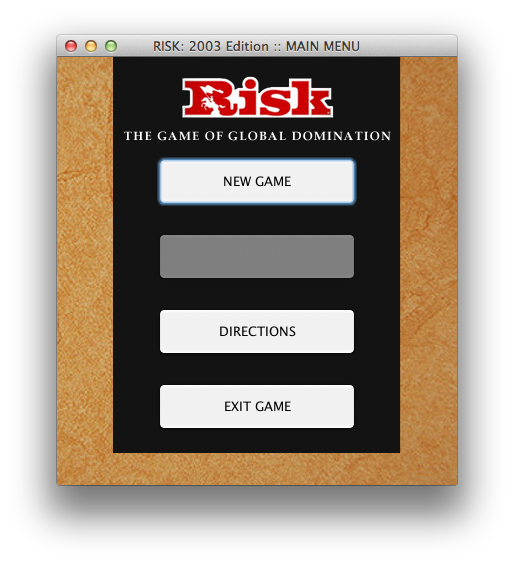 RISK: 2003 Edition :: MAIN MENU
Risk
THE GAME OF GLOBAL DOMINATION
NEW GAME
DIRECTIONS
EXIT GAME